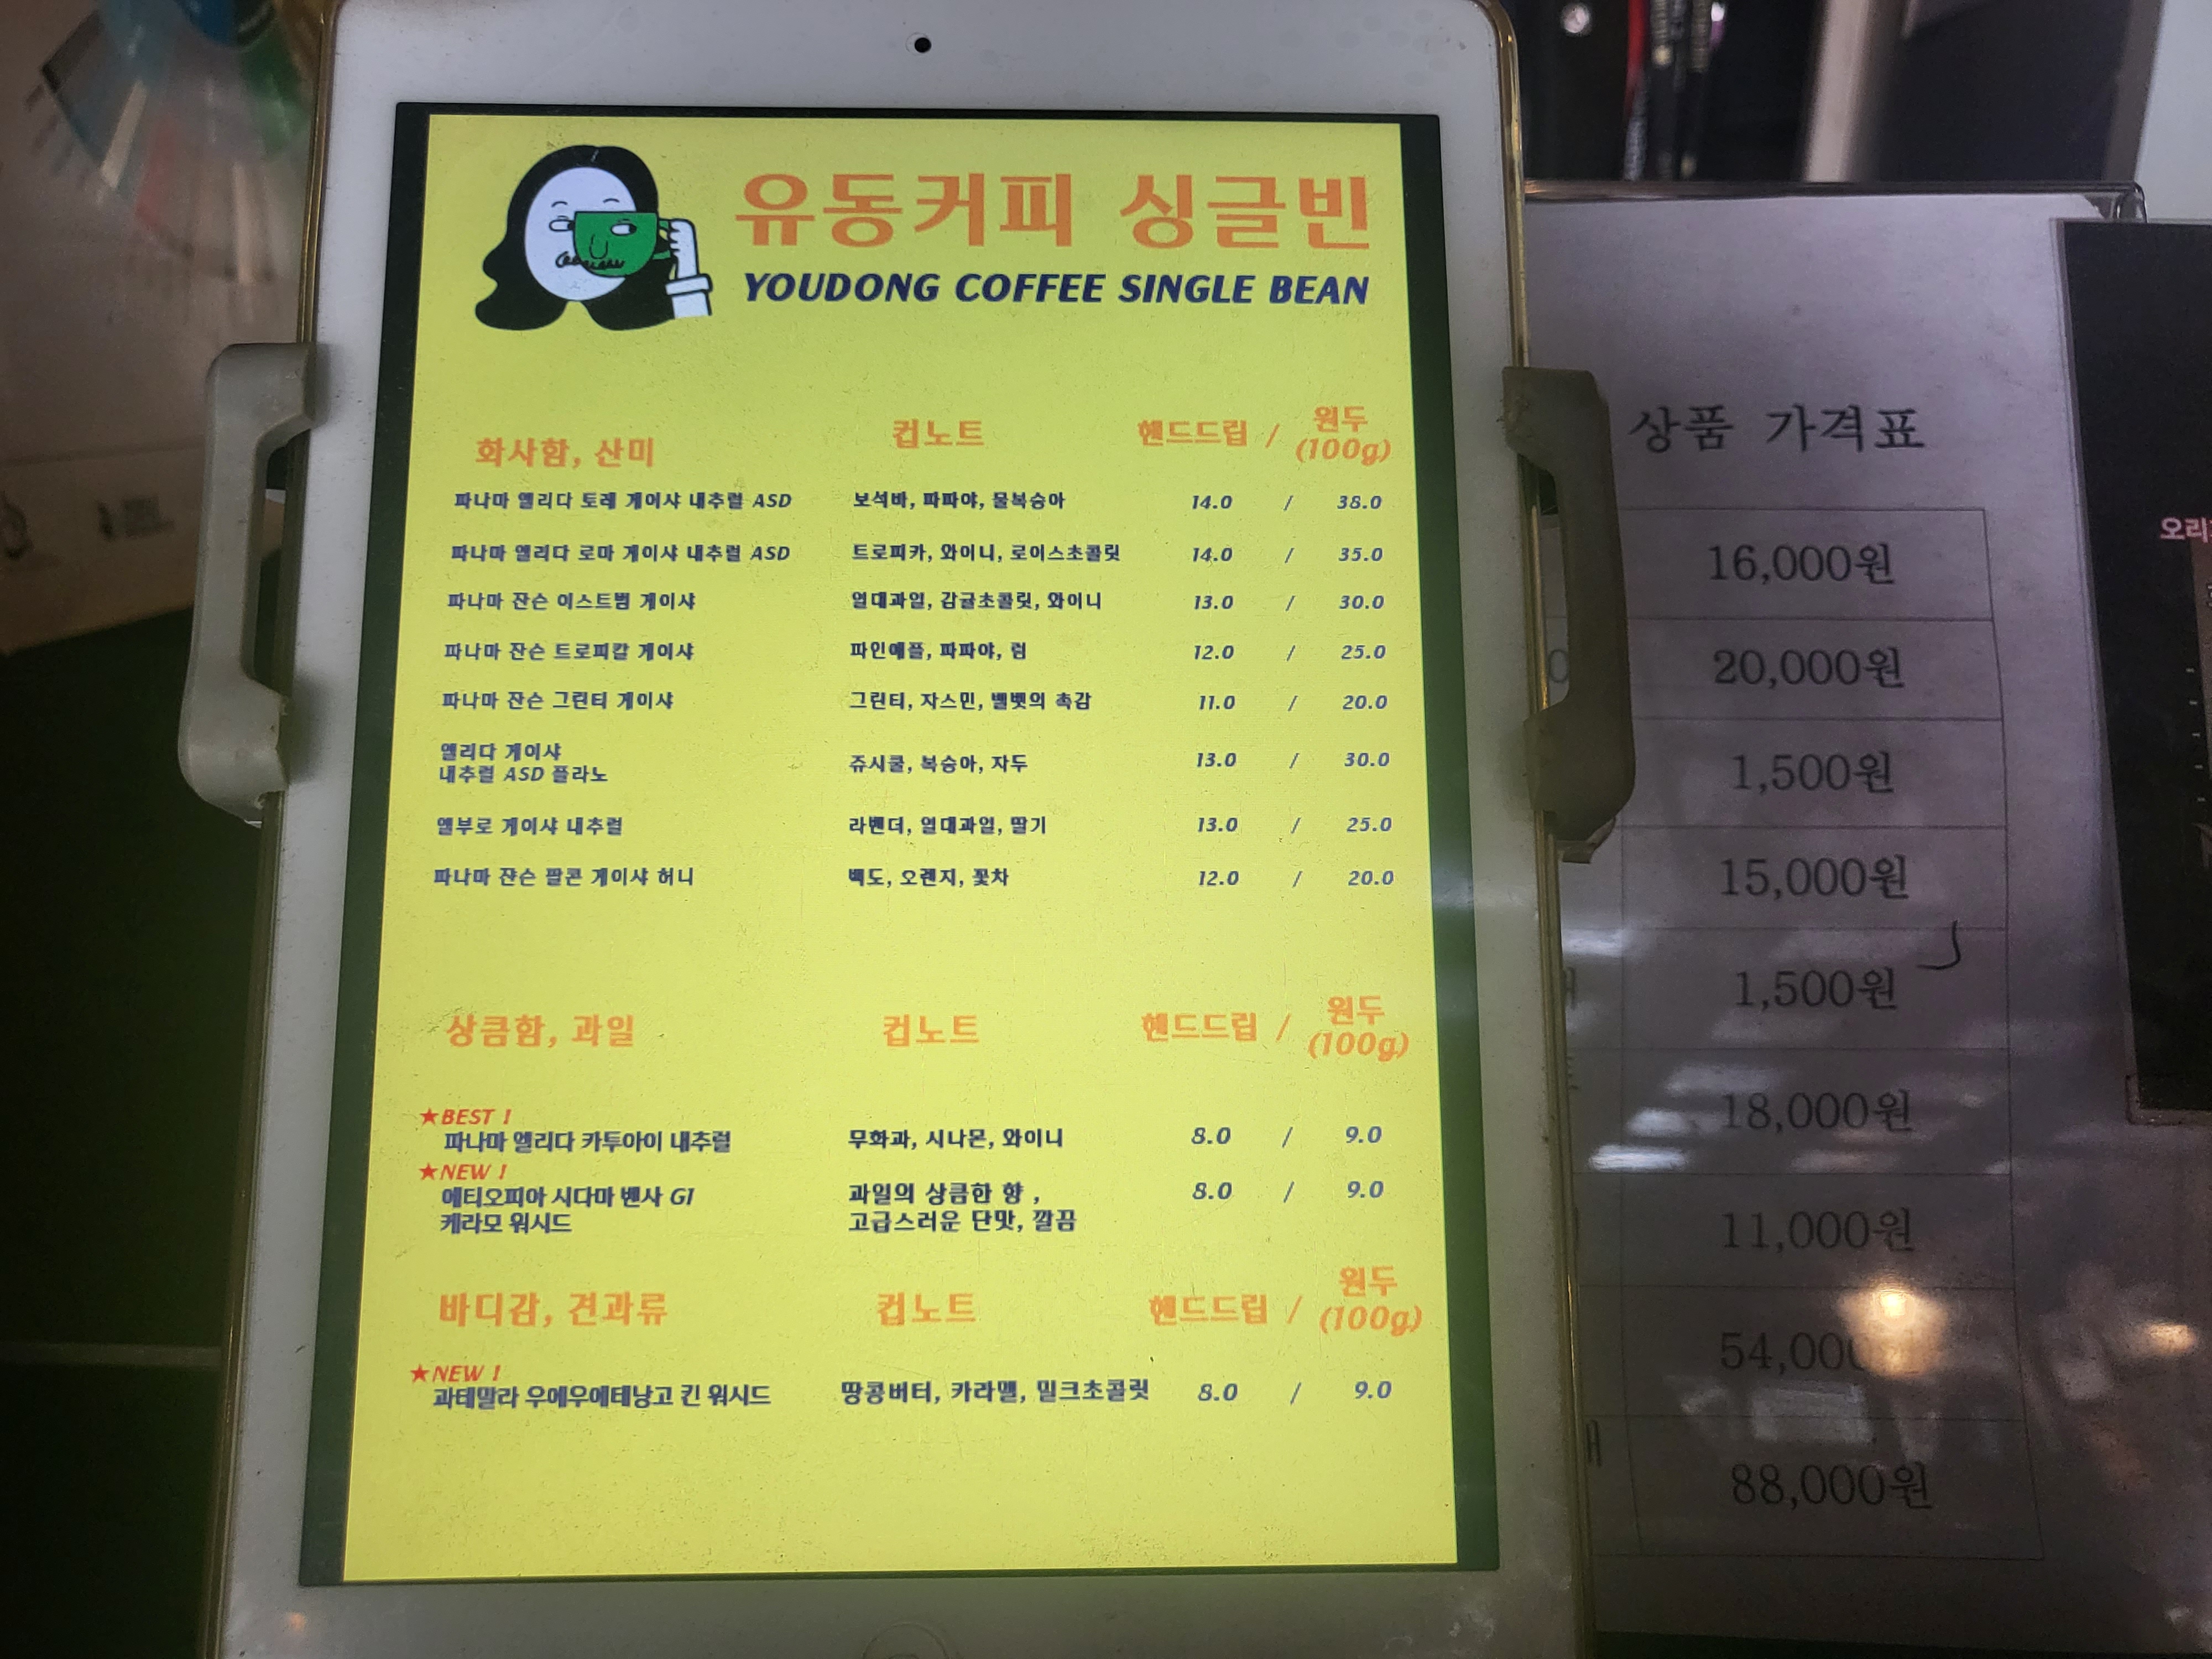 유동커피 싱글빈
YOUDONG COFFEE SINGLE BEAN
화사함, 산미 컵노트 핸드드립 / 원두 (100g)
파나마 엘리다 토레 게이샤 내추럴 ASD 보석바, 파파야, 물복숭아 14.0 / 38.0
파나마 엘리다 로마 게이샤 내추럴 ASD 트로피카, 와이니, 로이스초콜릿 14.0 / 35.0
파나마 잔슨 이스트빔 게이샤 열대과일, 감귤초콜릿, 와이니 13.0 / 30.0
파나마 잔슨 트로피칼 게이샤 파인애플, 파파야, 럼 12.0 / 25.0
파나마 잔슨 그린티 게이샤 그린티, 자스민, 벨벳의 촉감 11.0 / 20.0
엘리다 게이샤
내추럴 ASD 플라노 쥬시쿨, 복숭아, 자두 13.0 / 30.0
엘부로 게이샤 내추럴 라벤더, 열대과일, 딸기 13.0 / 25.0
파나마 잔슨 팔콘 게이샤 허니 백도, 오렌지, 꽃차 12.0 / 20.0
상큼함, 과일 컵노트 핸드드립 / 원두 (100g)
★BEST !
파나마 엘리다 카투아이 내추럴 무화과, 시나몬, 와이니 8.0 / 9.0
★NEW !
에티오피아 시다마 벤사 G1 과일의 상큼한 향 , 8.0 / 9.0
케라모 워시드 고급스러운 단맛, 깔끔
바디감, 견과류 컵노트 핸드드립 / 원두 (100g)
★NEW !
과테말라 우에우에테낭고 킨 워시드 땅콩버터, 카라멜, 밀크초콜릿 8.0 / 9.0
상품 가격표
16,000원
20,000원
1,500원
15,000원
1,500원
18,000원
11,000원
54,000
88,000원
오리